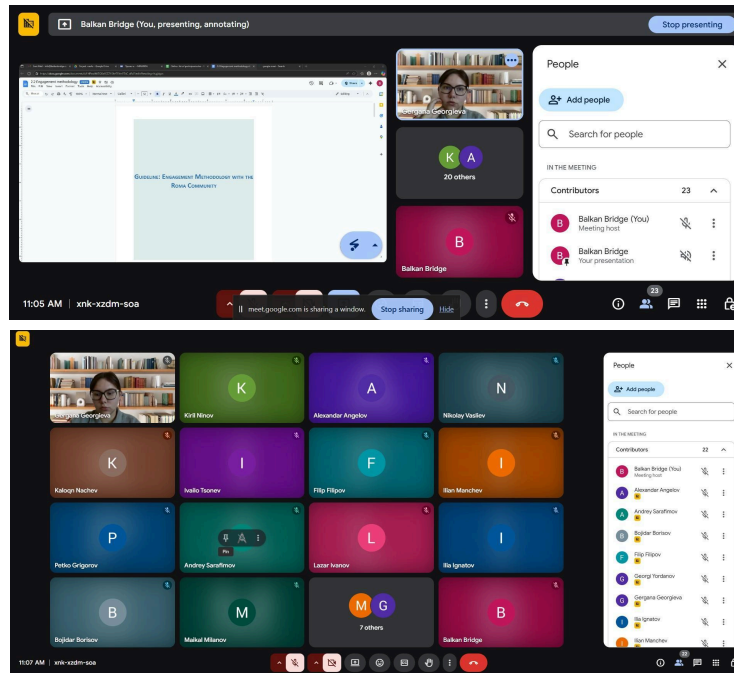 Balkan Bridge (You, presenting, annotating)
Stop presenting
GUIDELINE: ENGAGEMENT METHODOLOGY WITH THE
ROMA COMMUNITY
Gergana Georgieva
K A
20 others
B
Balkan Bridge
People
Add people
Search for people
IN THE MEETING
Contributors 23
B Balkan Bridge (You)
Meeting host
B Balkan Bridge
Your presentation
11:05 AM | xnk-xzdm-soa
meet.google.com is sharing a window.
Stop sharing
Hide
23
Gergana Georgieva
K
Kiril Ninov
A
Alexandar Angelov
N
Nikolay Vasilev
K
Kaloqn Nachev
I
Ivailo Tsonev
F
Filip Filipov
I
Ilian Manchev
P
Petko Grigorov
Pin
Andrey Sarafimov
L
Lazar Ivanov
I
Ilia Ignatov
B
Bojidar Borisov
M
Maikal Milanov
M G
7 others
B
Balkan Bridge
People
Add people
Search for people
IN THE MEETING
Contributors 22
B Balkan Bridge (You)
Meeting host
A Alexandar Angelov
A Andrey Sarafimov
B Bojidar Borisov
F Filip Filipov
G Georgi Yordanov
G Gergana Georgieva
I Ilia Ignatov
I Ilian Manchev
11:07 AM | xnk-xzdm-soa
22